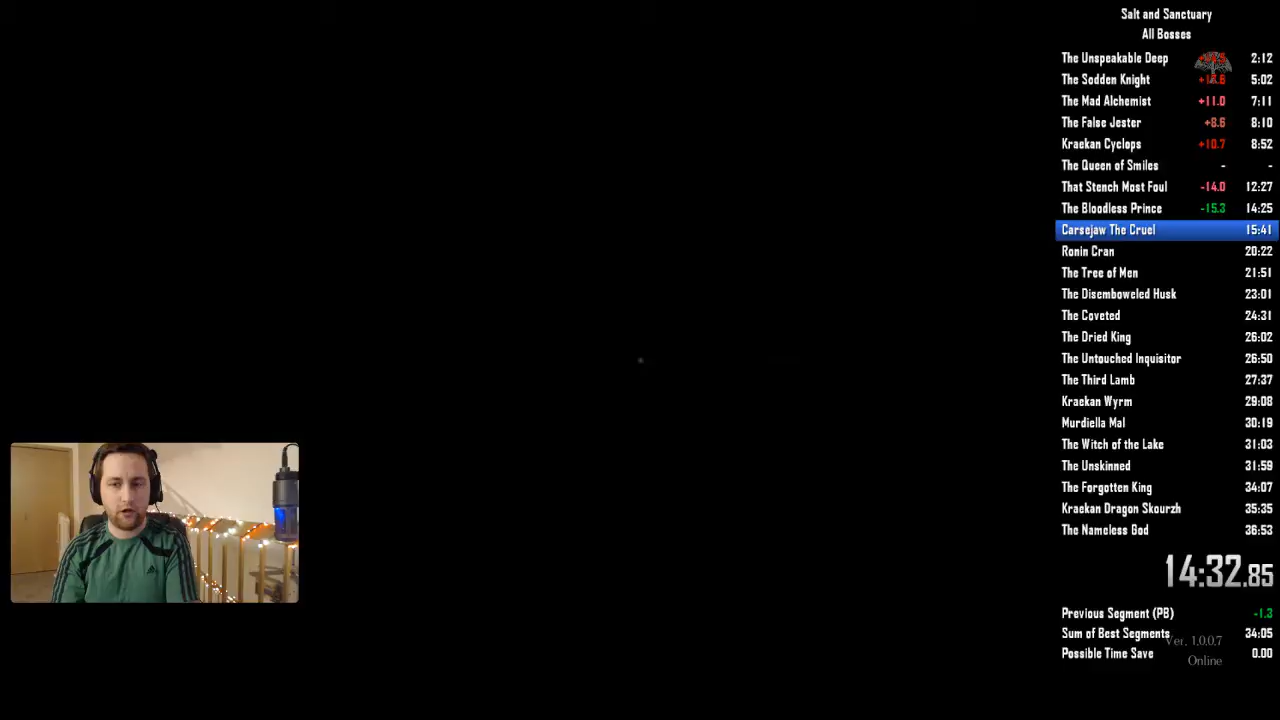 Salt and Sanctuary
All Bosses
The Unspeakable Deep 2:12
The Sodden Knight 5:02
The Mad Alchemist +11.0 7:11
The False Jester +8.6 8:10
Kraekan Cyclops +10.7 8:52
The Queen of Smiles - -
That Stench Most Foul -14.0 12:27
The Bloodless Prince -15.3 14:25
Carsejaw The Cruel 15:41
Ronin Cran 20:22
The Tree of Men 21:51
The Disemboweled Husk 23:01
The Coveted 24:31
The Dried King 26:02
The Untouched Inquisitor 26:50
The Third Lamb 27:37
Kraekan Wyrm 29:08
Murdiella Mal 30:19
The Witch of the Lake 31:03
The Unskinned 31:59
The Forgotten King 34:07
Kraekan Dragon Skourzh 35:35
The Nameless God 36:53
14:32.85
Previous Segment (PB) -1.3
Sum of Best Segments 34:05
Ver. 1.0.0.7
Possible Time Save 0.00
Online